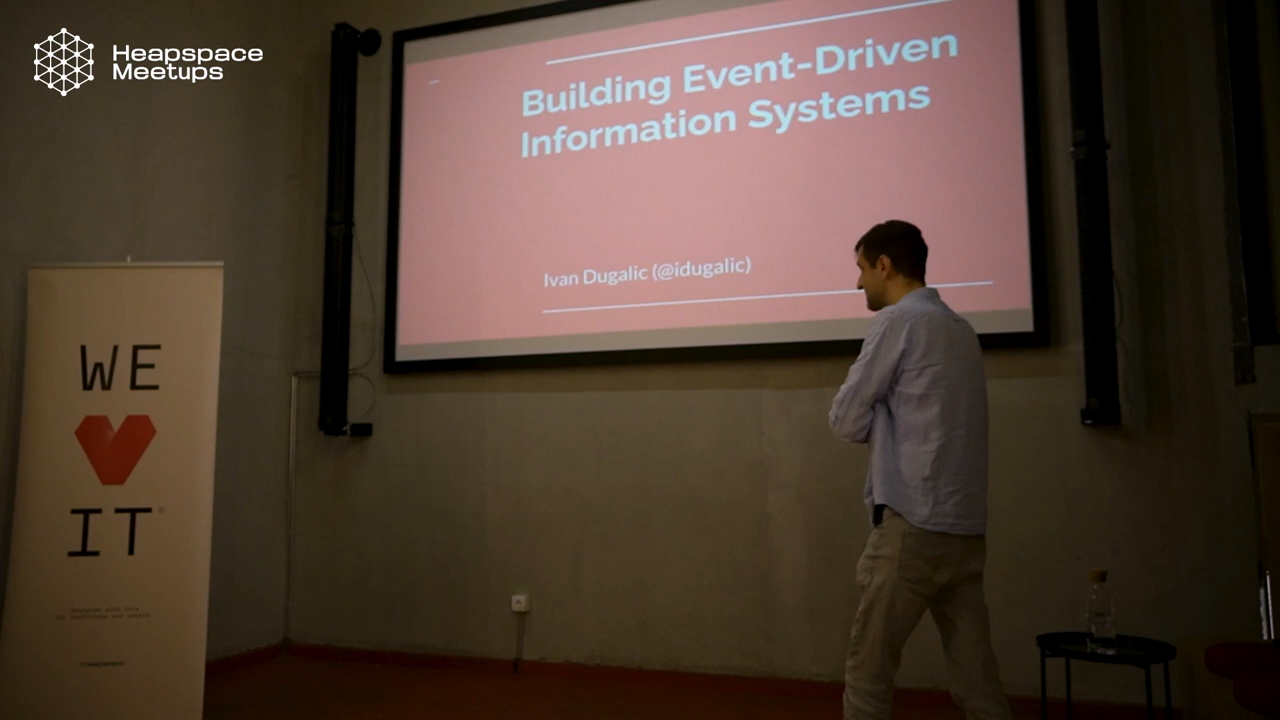 Heapspace
Meetups
Building Event-Driven
Information Systems
Ivan Dugalic (@idugalic)
WE
IT